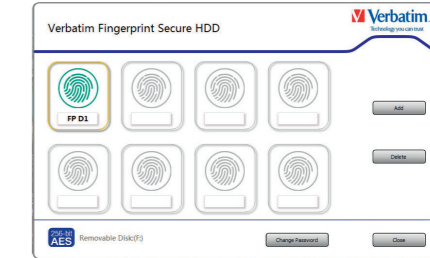 Verbatim Fingerprint Secure HDD
Verbatim.
Technology you can trust
FP D1
Add
Delete
256-bit
AES
Removable Disk:(F:)
Change Password
Close